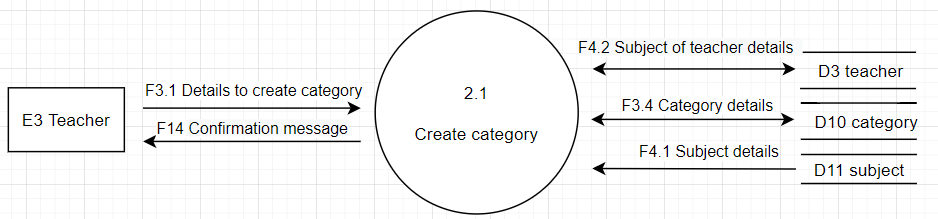 F4.2 Subject of teacher details
D3 teacher
F3.1 Details to create category
2.1
F3.4 Category details
E3 Teacher
F14 Confirmation message
Create category
D10 category
F4.1 Subject details
D11 subject